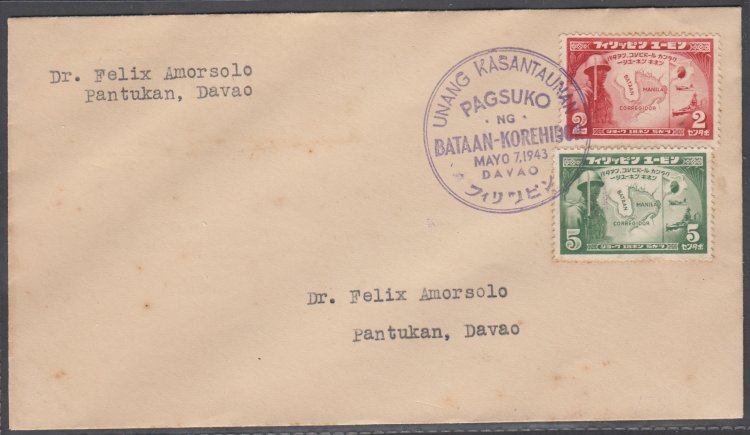 Dr. Felix Amorsolo
Pantukan, Davao
UNANG KASANTAUNAN
PAGSUKO
NG
BATAAN-KOREHIDOR
MAYO 7, 1943
DAVAO
フィリッピン
フィリッピン ユービン
BATAAN
MANILA
CORREGIDOR
2 2
センタボ
フィリッピン ユービン
BATAAN
MANILA
CORREGIDOR
5 5
センタボ
Dr. Felix Amorsolo
Pantukan, Davao